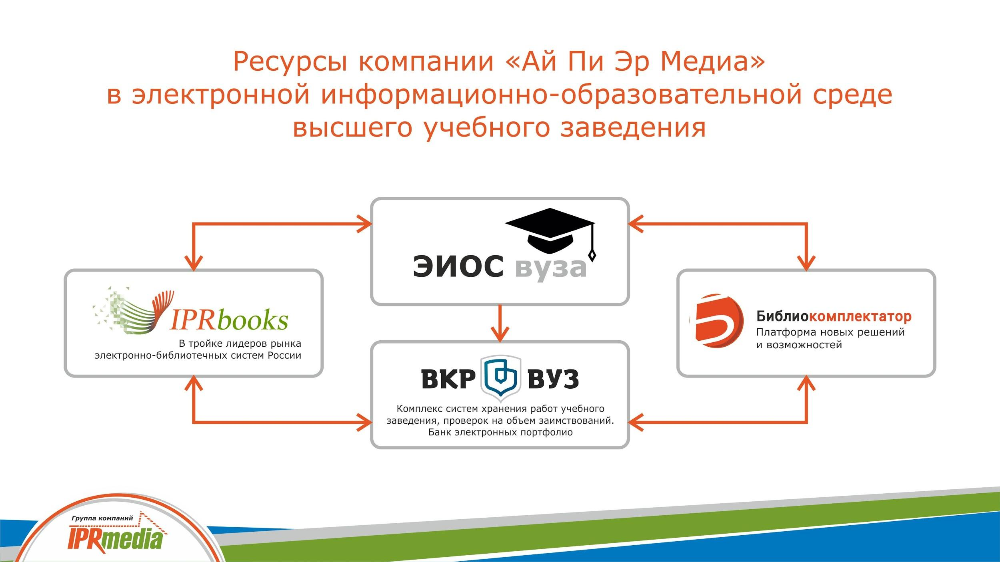 Ресурсы компании «Ай Пи Эр Медиа»
в электронной информационно-образовательной среде
высшего учебного заведения
ЭИОС вуза
IPRbooks
В тройке лидеров рынка
электронно-библиотечных систем России
Библиокомплектатор
Платформа новых решений
и возможностей
ВКР ВУЗ
Комплекс систем хранения работ учебного
заведения, проверок на объем заимствований.
Банк электронных портфолио
Группа компаний
IPRmedia